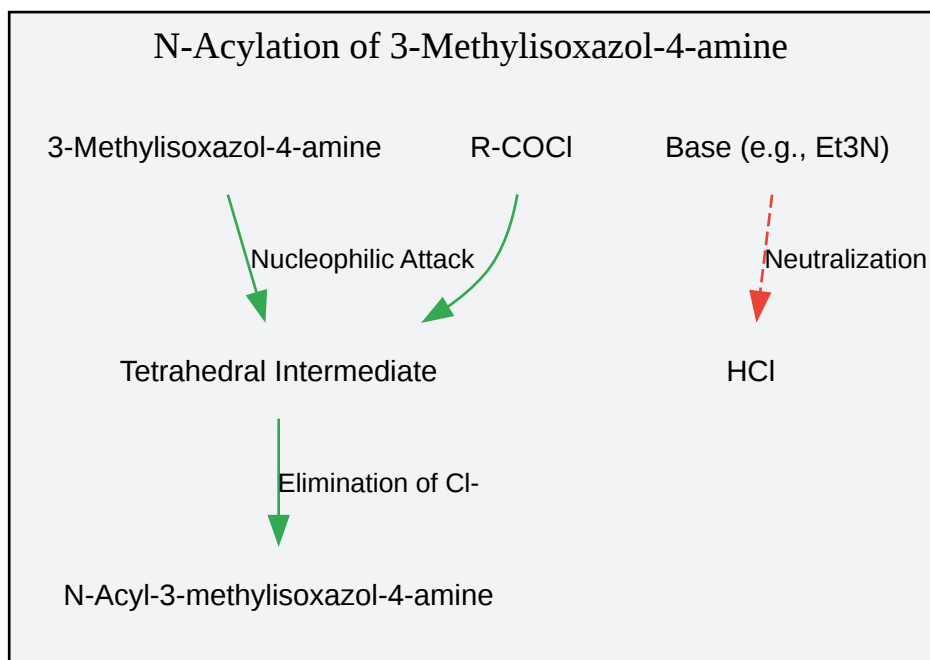 N-Acylation of 3-Methylisoxazol-4-amine
3-Methylisoxazol-4-amine
R-COCl
Base (e.g., Et3N)
Nucleophilic Attack
Neutralization
Tetrahedral Intermediate
HCl
Elimination of Cl-
N-Acyl-3-methylisoxazol-4-amine